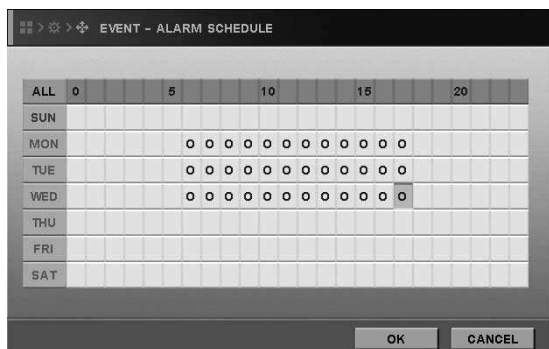 EVENT - ALARM SCHEDULE
ALL 0 5 10 15 20
SUN
MON O O O O O O O O O O O O
TUE O O O O O O O O O O O O
WED O O O O O O O O O O O O
THU
FRI
SAT
OK CANCEL